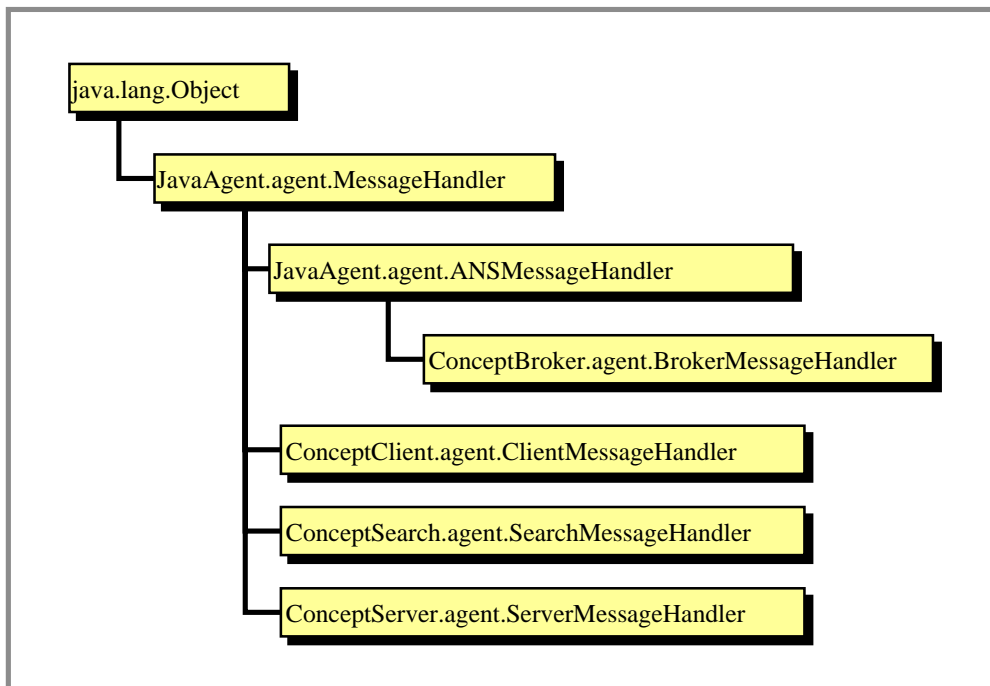 java.lang.Object
JavaAgent.agent.MessageHandler
JavaAgent.agent.ANSMessageHandler
ConceptBroker.agent.BrokerMessageHandler
ConceptClient.agent.ClientMessageHandler
ConceptSearch.agent.SearchMessageHandler
ConceptServer.agent.ServerMessageHandler